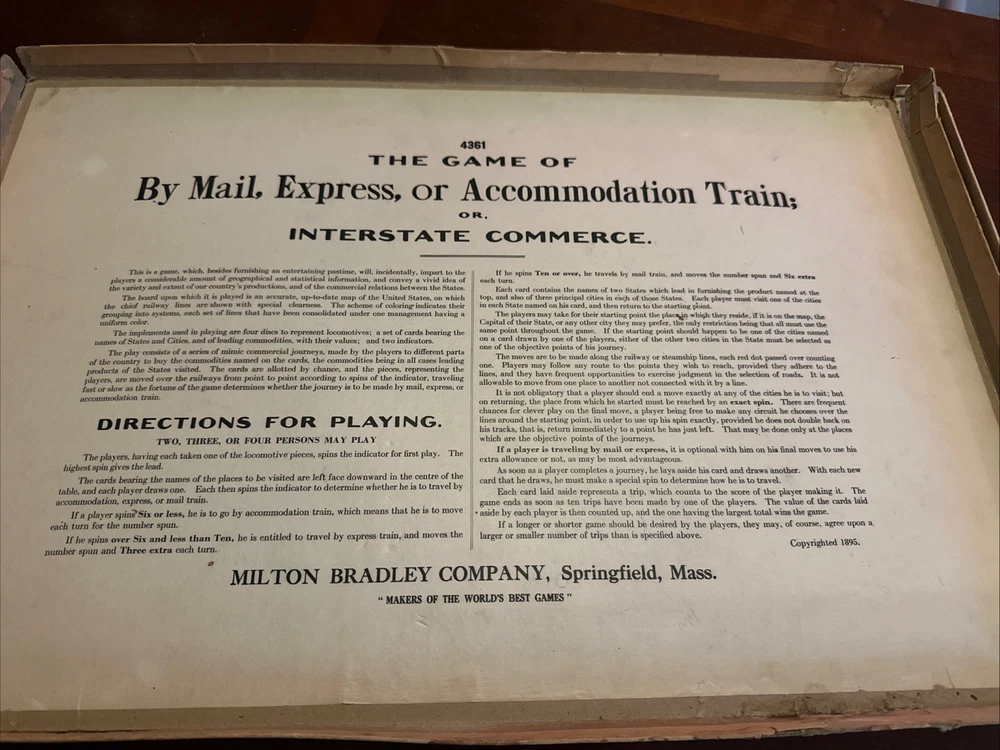 4361
THE GAME OF
By Mail, Express, or Accommodation Train;
OR,
INTERSTATE COMMERCE.
This is a game, which, besides furnishing an entertaining pastime, will, incidentally, impart to the
players a considerable amount of geographical and statistical information, and convey a vivid idea of
the variety and extent of our country's productions, and of the commercial relations between the States.
The board upon which it is played is an accurate, up-to-date map of the United States, on which
the chief railway lines are shown with special clearness. The scheme of coloring indicates their
grouping into systems, each set of lines that have been consolidated under one management having a
uniform color.
The implements used in playing are four discs to represent locomotives; a set of cards bearing the
names of States and Cities, and of leading commodities, with their values; and two indicators.
The play consists of a series of mimic commercial journeys, made by the players to different parts
of the country to buy the commodities named on the cards, the commodities being in all cases leading
products of the States visited. The cards are allotted by chance, and the pieces, representing the
players, are moved over the railways from point to point according to spins of the indicator, traveling
fast or slow as the fortune of the game determines whether the journey is to be made by mail, express, or
accommodation train.
DIRECTIONS FOR PLAYING.
TWO, THREE, OR FOUR PERSONS MAY PLAY
The players, having each taken one of the locomotive pieces, spins the indicator for first play. The
highest spin gives the lead.
The cards bearing the names of the places to be visited are left face downward in the centre of the
table, and each player draws one. Each then spins the indicator to determine whether he is to travel by
accommodation, express, or mail train.
If a player spins Six or less, he is to go by accommodation train, which means that he is to move
each turn for the number spun.
If he spins over Six and less than Ten, he is entitled to travel by express train, and moves the
number spun and Three extra each turn.
If he spins Ten or over, he travels by mail train, and moves the number spun and Six extra
each turn.
Each card contains the names of two States which lead in furnishing the product named at the
top, and also of three principal cities in each of those States. Each player must visit one of the cities
in each State named on his card, and then return to the starting point.
The players may take for their starting point the place in which they reside, if it is on the map, the
Capital of their State, or any other city they may prefer, the only restriction being that all must use the
same point throughout the game. If the starting point should happen to be one of the cities named
on a card drawn by one of the players, either of the other two cities in the State must be selected as
one of the objective points of his journey.
The moves are to be made along the railway or steamship lines, each red dot passed over counting
one. Players may follow any route to the points they wish to reach, provided they adhere to the
lines, and they have frequent opportunities to exercise judgment in the selection of roads. It is not
allowable to move from one place to another not connected with it by a line.
It is not obligatory that a player should end a move exactly at any of the cities he is to visit; but
on returning, the place from which he started must be reached by an exact spin. There are frequent
chances for clever play on the final move, a player being free to make any circuit he chooses over the
lines around the starting point, in order to use up his spin exactly, provided he does not double back on
his tracks, that is, return immediately to a point he has just left. That may be done only at the places
which are the objective points of the journeys.
If a player is traveling by mail or express, it is optional with him on his final moves to use his
extra allowance or not, as may be most advantageous.
As soon as a player completes a journey, he lays aside his card and draws another. With each new
card that he draws, he must make a special spin to determine how he is to travel.
Each card laid aside represents a trip, which counts to the score of the player making it. The
game ends as soon as ten trips have been made by one of the players. The value of the cards laid
aside by each player is then counted up, and the one having the largest total wins the game.
If a longer or shorter game should be desired by the players, they may, of course, agree upon a
larger or smaller number of trips than is specified above.
Copyrighted 1895.
MILTON BRADLEY COMPANY, Springfield, Mass.
"MAKERS OF THE WORLD'S BEST GAMES"